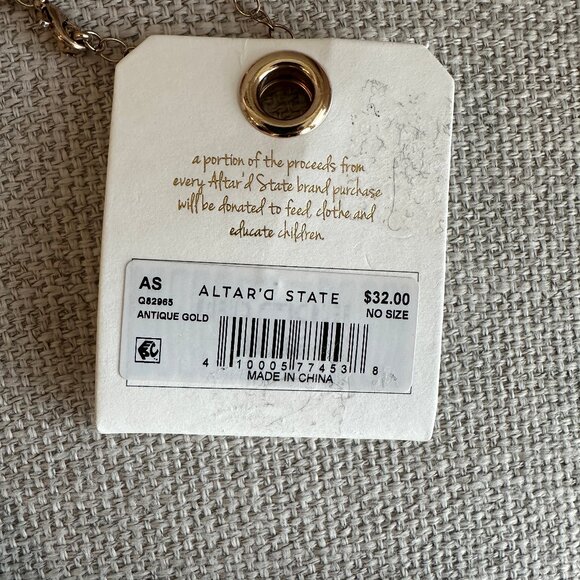 a portion of the proceeds from
every Altar'd State brand purchase
will be donated to feed, clothe and
educate children.
AS ALTAR'D STATE $32.00
Q82965 NO SIZE
ANTIQUE GOLD
4 10005 77453 8
MADE IN CHINA